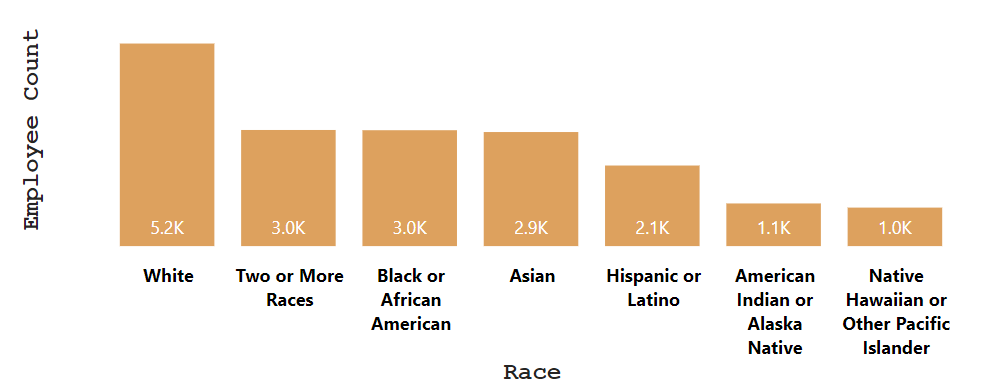 Employee Count
5.2K
3.0K
3.0K
2.9K
2.1K
1.1K
1.0K
White
Two or More
Races
Black or
African
American
Asian
Hispanic or
Latino
American
Indian or
Alaska
Native
Native
Hawaiian or
Other Pacific
Islander
Race